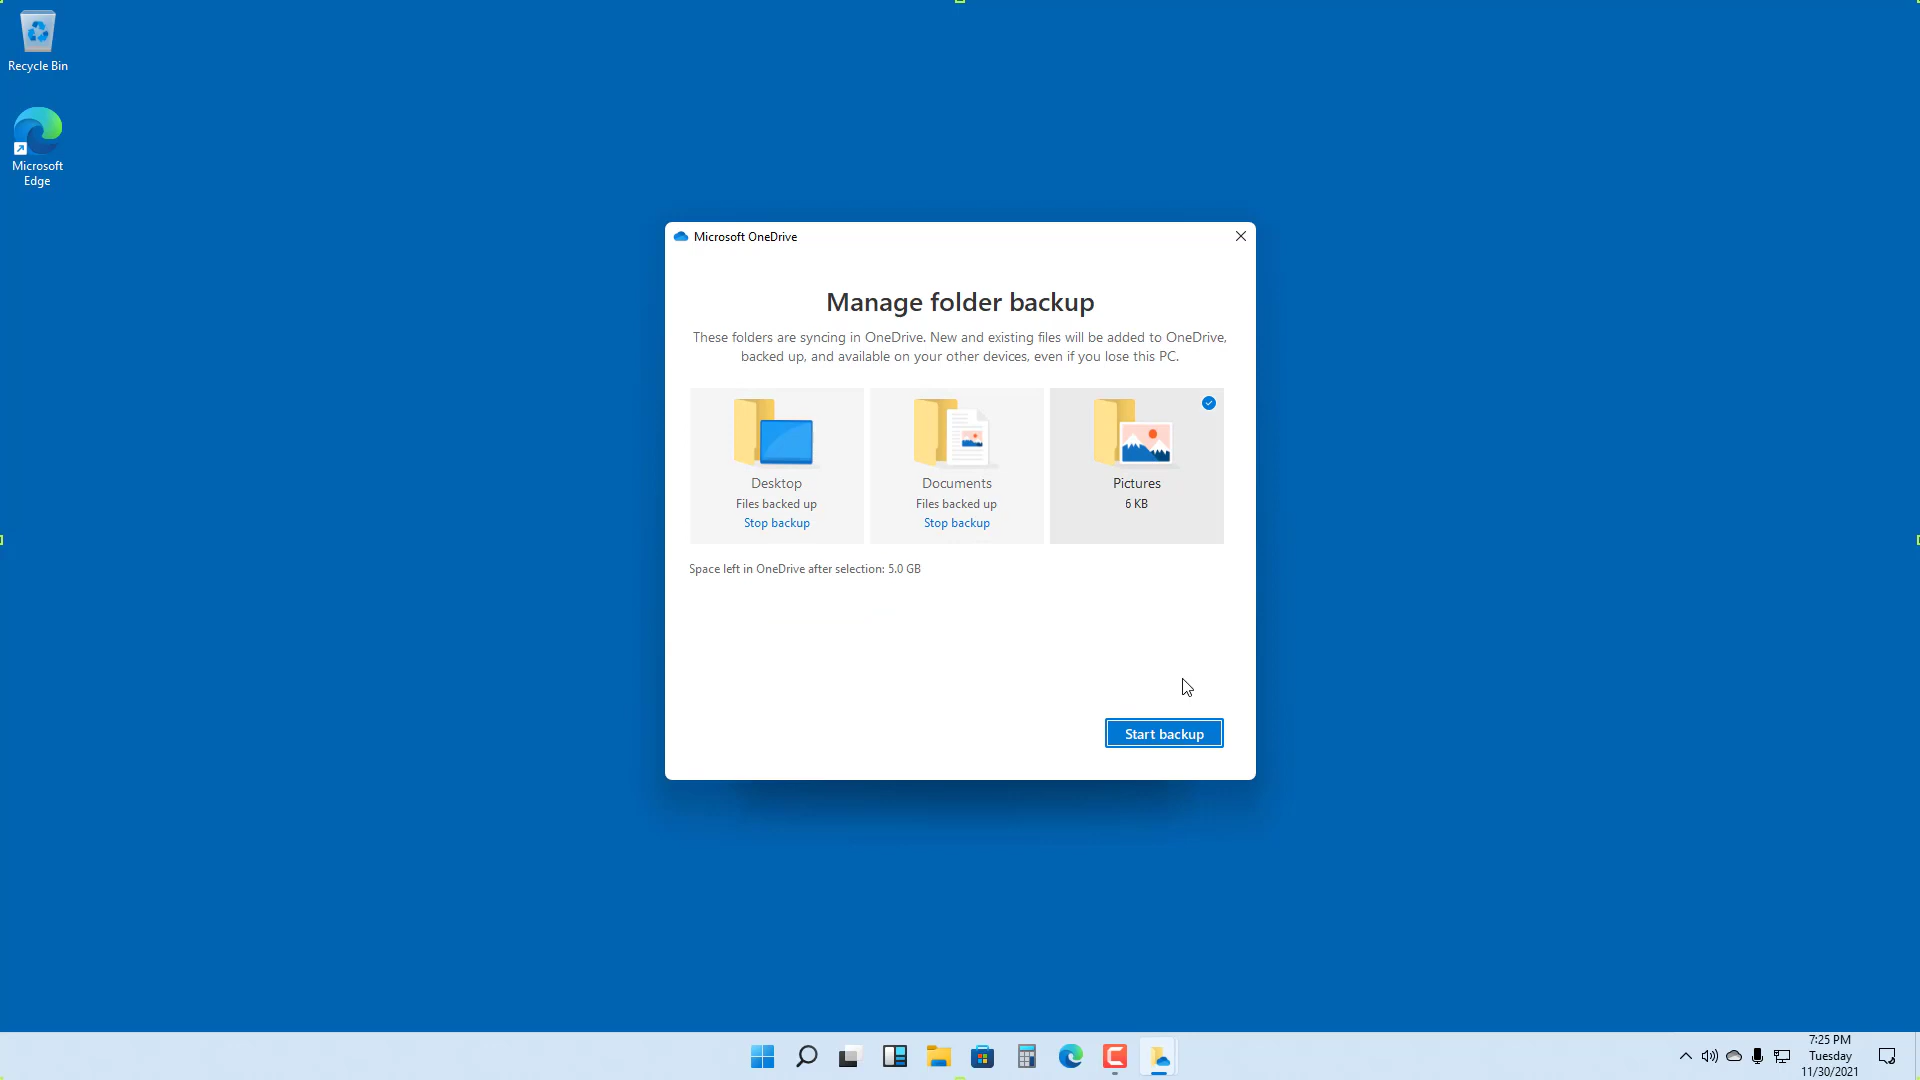 Recycle Bin
Microsoft
Edge
Microsoft OneDrive
Manage folder backup
These folders are syncing in OneDrive. New and existing files will be added to OneDrive,
backed up, and available on your other devices, even if you lose this PC.
Desktop
Files backed up
Stop backup
Documents
Files backed up
Stop backup
Pictures
6 KB
Space left in OneDrive after selection: 5.0 GB
Start backup
7:25 PM
Tuesday
11/30/2021